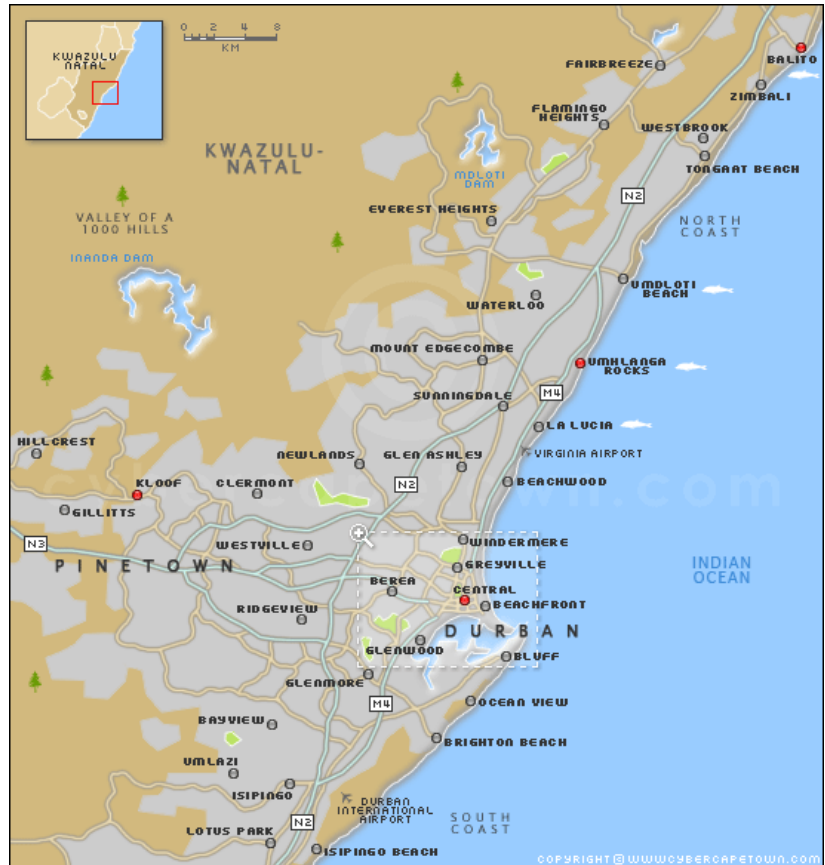 KWAZULU
NATAL
0 2 4 8
KM
BALITO
FAIRBREEZE
ZIMBALI
FLAMINGO
HEIGHTS
WESTBROOK
KWAZULU-
NATAL
TONGAAT BEACH
MDLOTI
DAM
N2
EVEREST HEIGHTS
VALLEY OF A
1000 HILLS
NORTH
COAST
INANDA DAM
UMDLOTI
BEACH
WATERLOO
MOUNT EDGECOMBE
UMHLANGA
ROCKS
SUNNINGDALE
M4
LA LUCIA
HILLCREST
NEWLANDS
GLEN ASHLEY
VIRGINIA AIRPORT
KLOOF
CLERMONT
N2
BEACHWOOD
cybercapetown.com
GILLITTS
N3
WESTVILLE
WINDERMERE
PINETOWN
GREYVILLE
INDIAN
OCEAN
BEREA
CENTRAL
RIDGEVIEW
BEACHFRONT
DURBAN
GLENWOOD
BLUFF
GLENMORE
M4
OCEAN VIEW
BAYVIEW
BRIGHTON BEACH
UMLAZI
ISIPINGO
DURBAN
INTERNATIONAL
AIRPORT
N2
SOUTH
COAST
LOTUS PARK
ISIPINGO BEACH
COPYRIGHT @ WWW.CYBERCAPETOWN.COM